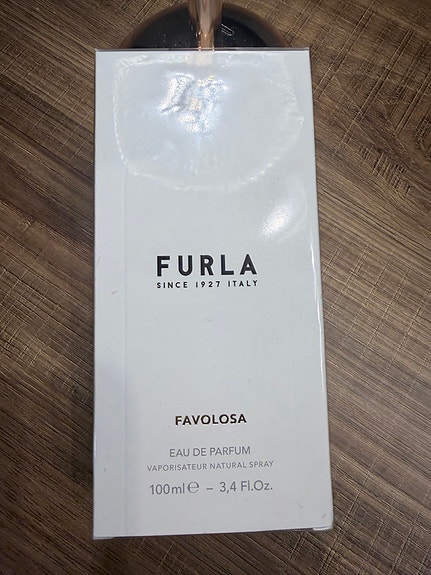 FURLA
SINCE 1927 ITALY
FAVOLOSA
EAU DE PARFUM
VAPORISATEUR NATURAL SPRAY
100ml ℮ – 3,4 Fl.Oz.